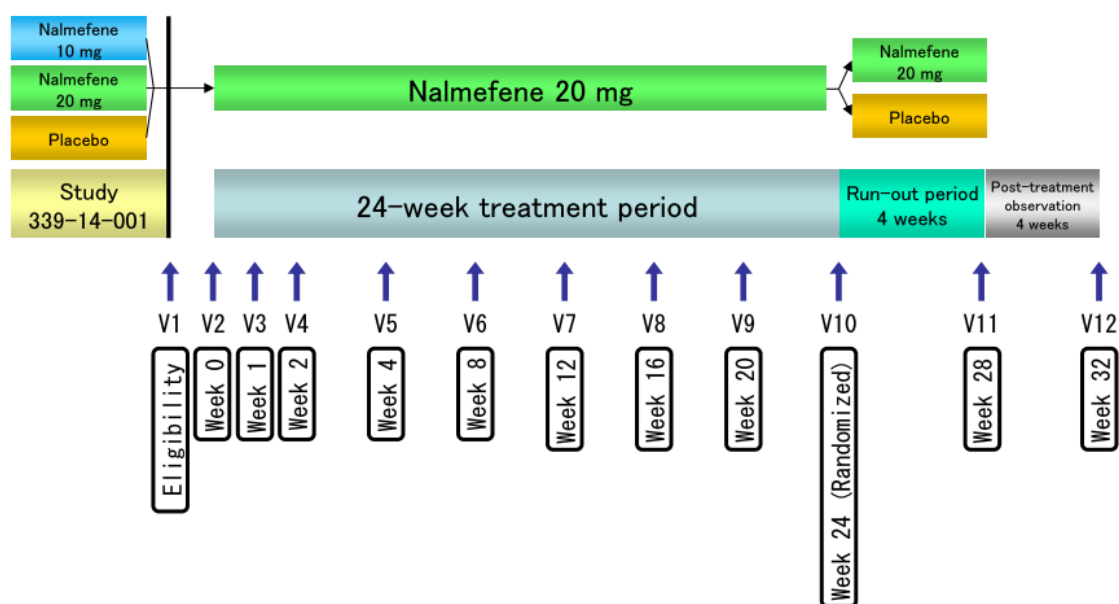 Nalmefene
10 mg
Nalmefene
20 mg
Placebo
Nalmefene 20 mg
Nalmefene
20 mg
Placebo
Study
339-14-001
24-week treatment period
Run-out period
4 weeks
Post-treatment
observation
4 weeks
V1
V2
V3
V4
V5
V6
V7
V8
V9
V10
V11
V12
Eligibility
Week 0
Week 1
Week 2
Week 4
Week 8
Week 12
Week 16
Week 20
Week 24 (Randomized)
Week 28
Week 32